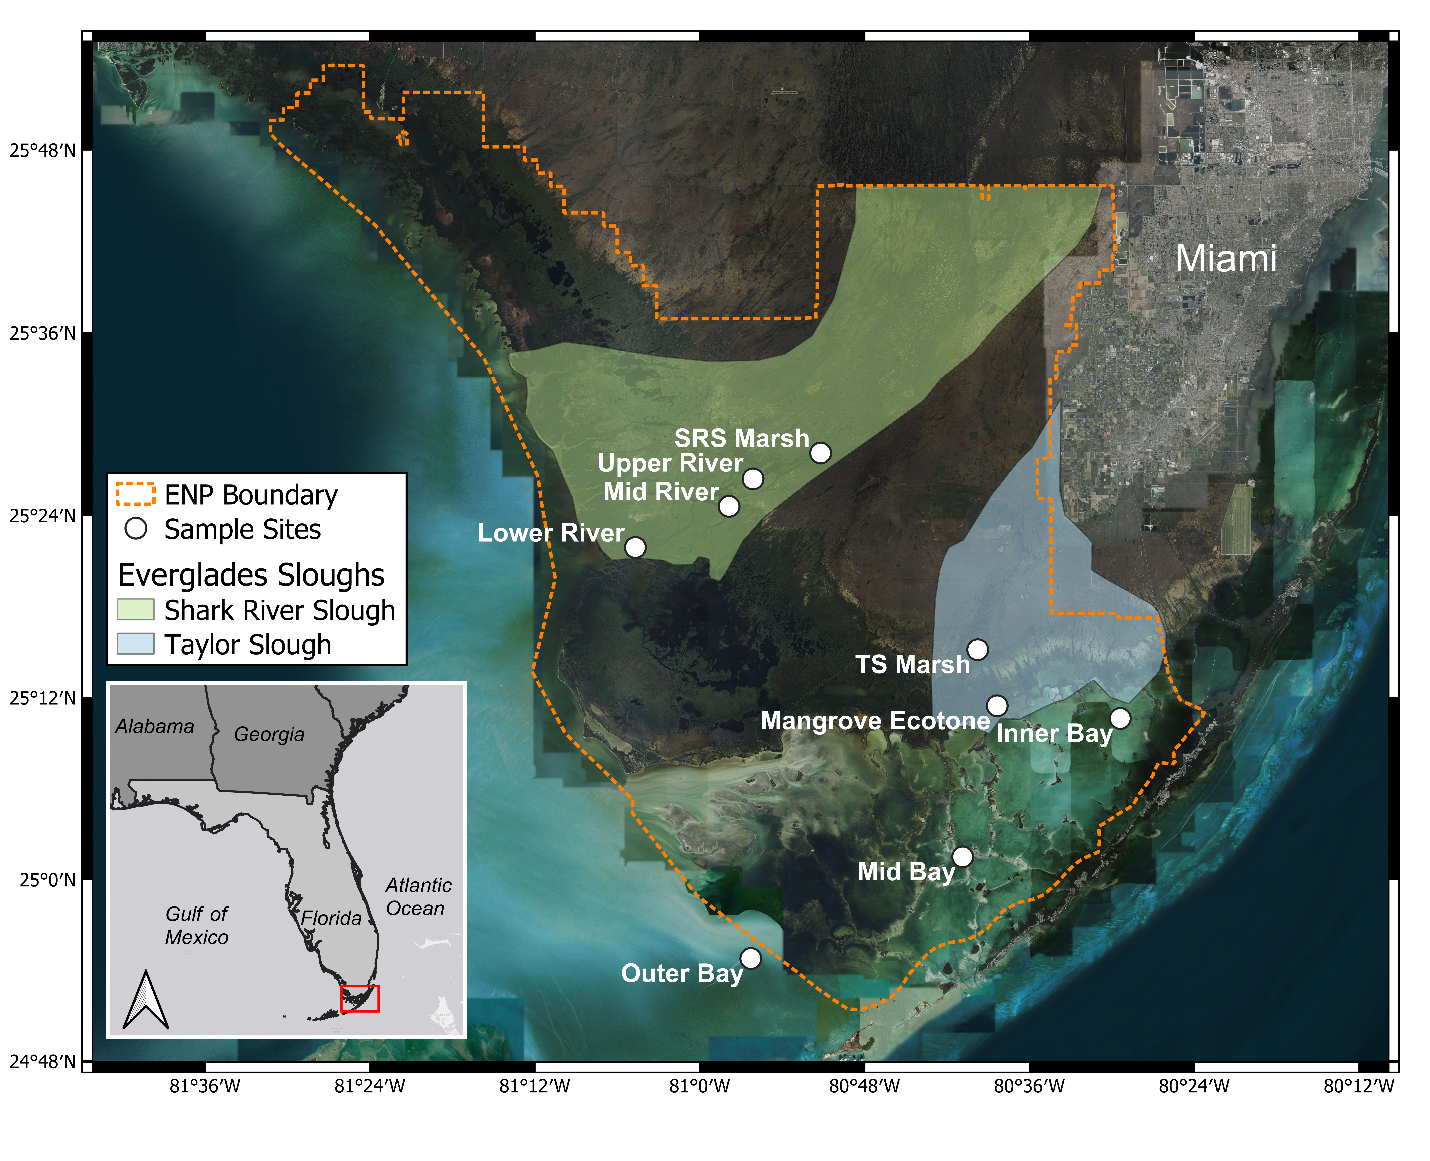 25°48′N
25°36′N
25°24′N
25°12′N
25°0′N
24°48′N
Miami
SRS Marsh
Upper River
Mid River
Lower River
TS Marsh
Mangrove Ecotone
Inner Bay
Mid Bay
Outer Bay
ENP Boundary
Sample Sites
Everglades Sloughs
Shark River Slough
Taylor Slough
Alabama
Georgia
Florida
Gulf of
Mexico
Atlantic
Ocean
81°36′W
81°24′W
81°12′W
81°0′W
80°48′W
80°36′W
80°24′W
80°12′W